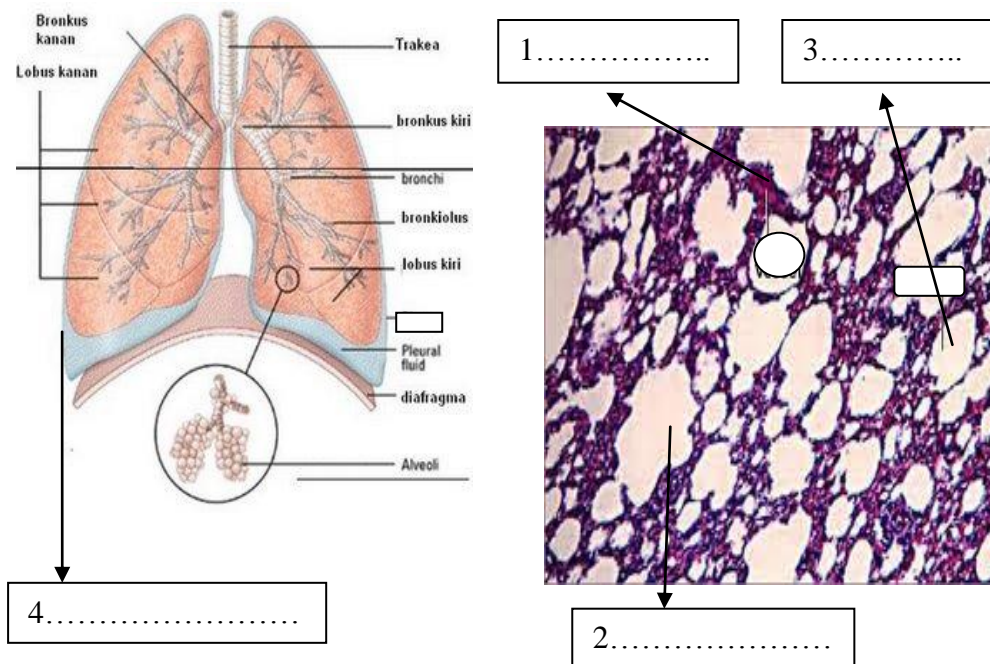 Bronkus
kanan
Trakea
Lobus kanan
bronkus kiri
bronchi
bronkiolus
lobus kiri
Pleural
fluid
diafragma
Alveoli
4........................
1................
3.............
2.....................